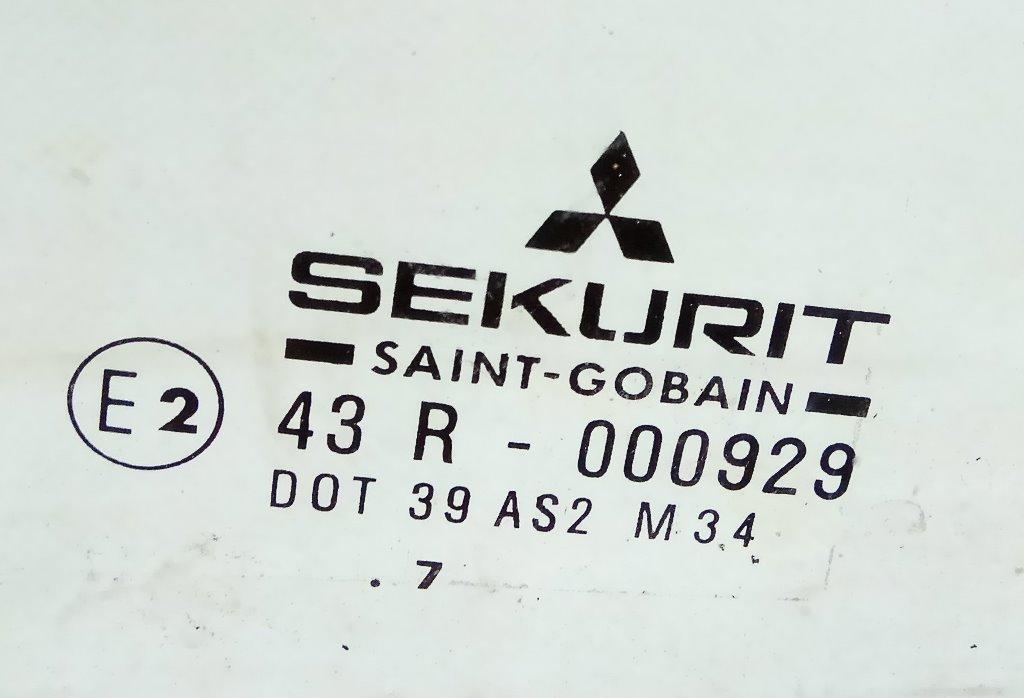 SEKURIT
SAINT-GOBAIN
E2
43 R - 000929
DOT 39 AS2 M34
. 7